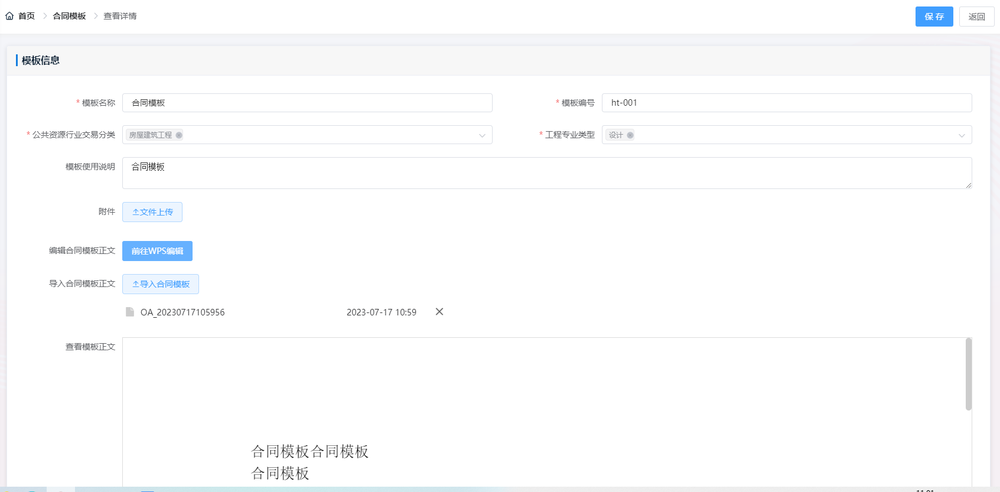 首页 合同模板 查看详情 保存 返回
模板信息
* 模板名称 合同模板 * 模板编号 ht-001
* 公共资源行业交易分类 房屋建筑工程 * 工程专业类型 设计
模板使用说明 合同模板
附件 文件上传
编辑合同模板正文 前往WPS编辑
导入合同模板正文 导入合同模板
OA_20230717105956 2023-07-17 10:59
查看模板正文
合同模板合同模板
合同模板